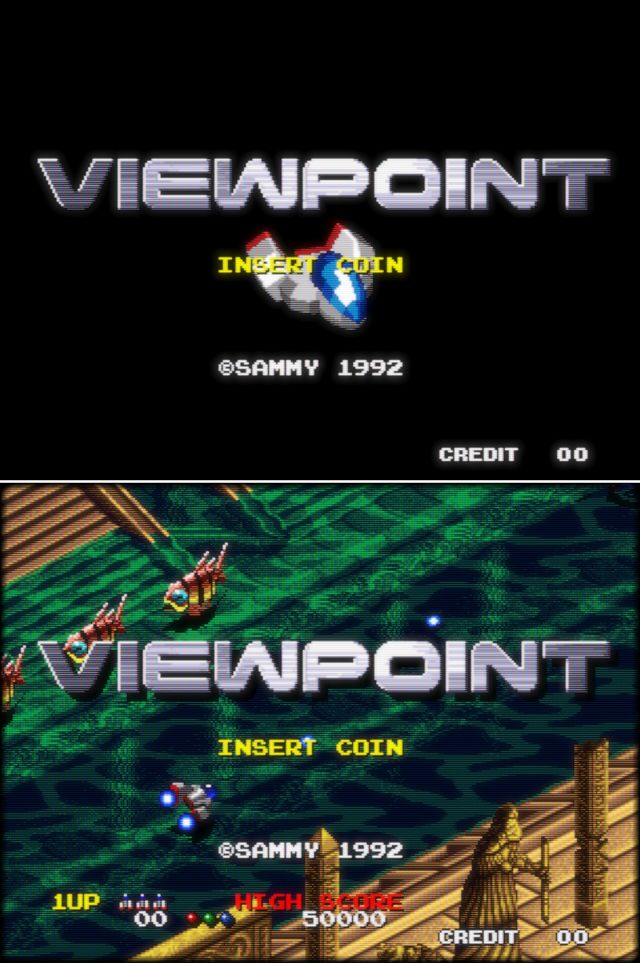 VIEWPOINT
INSERT COIN
©SAMMY 1992
CREDIT 00
VIEWPOINT
INSERT COIN
©SAMMY 1992
1UP HIGH SCORE
00 50000
CREDIT 00